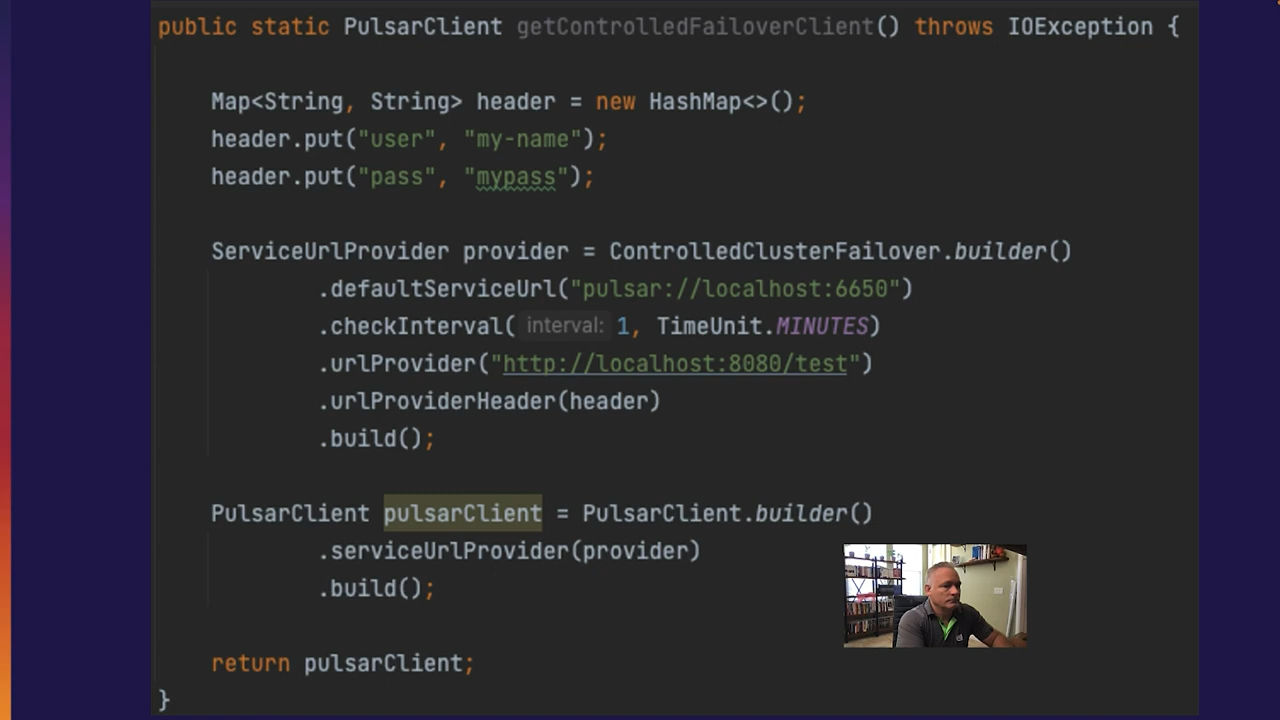 public static PulsarClient getControlledFailoverClient() throws IOException {
Map<String, String> header = new HashMap<>();
header.put("user", "my-name");
header.put("pass", "mypass");
ServiceUrlProvider provider = ControlledClusterFailover.builder()
.defaultServiceUrl("pulsar://localhost:6650")
.checkInterval( interval: 1, TimeUnit.MINUTES)
.urlProvider("http://localhost:8080/test")
.urlProviderHeader(header)
.build();
PulsarClient pulsarClient = PulsarClient.builder()
.serviceUrlProvider(provider)
.build();
return pulsarClient;
}